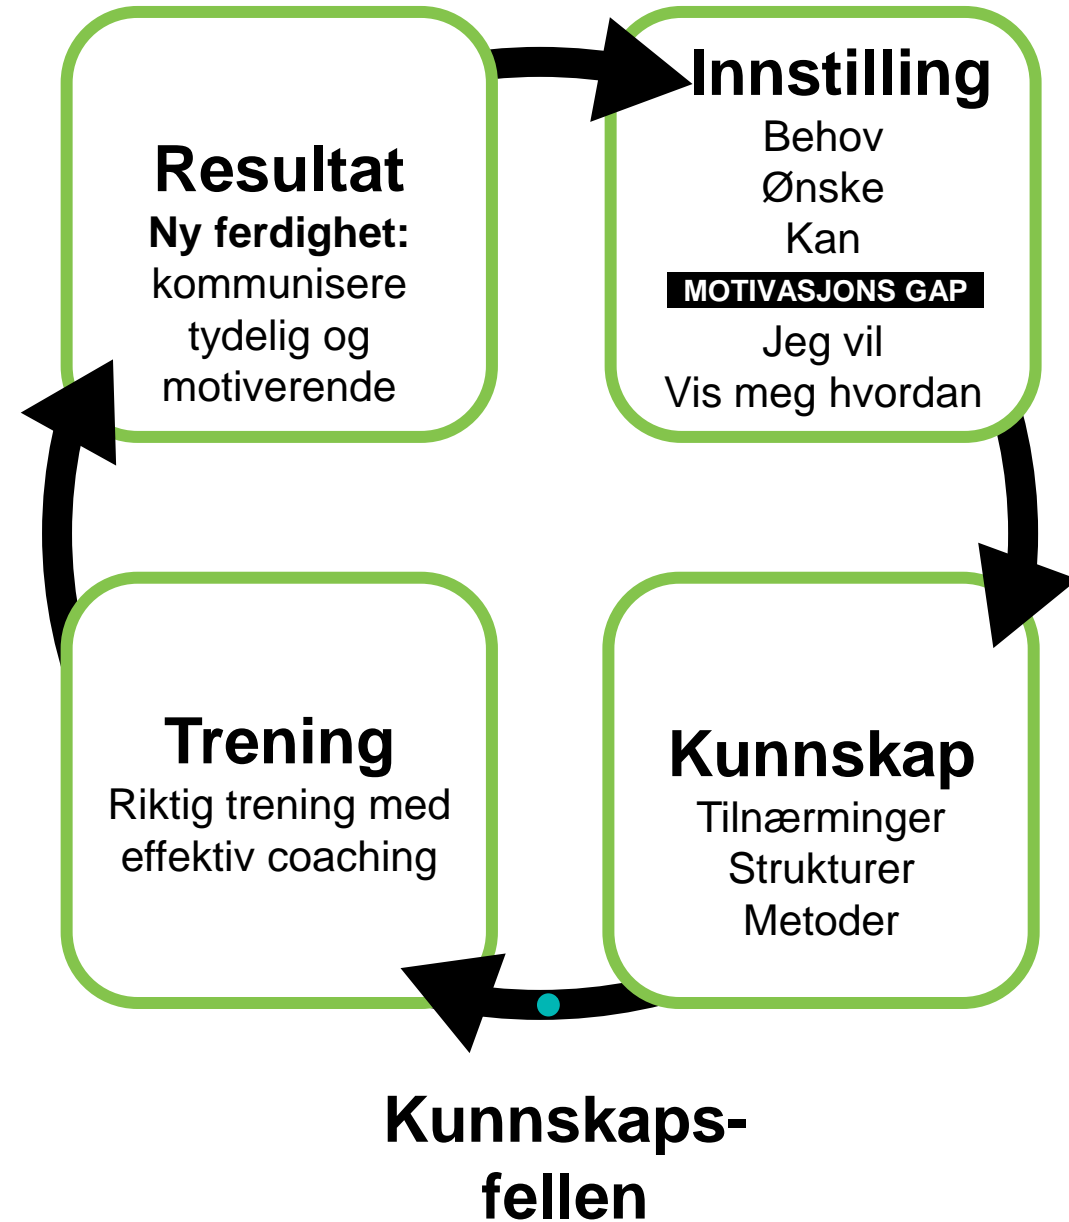 Resultat
Ny ferdighet:
kommunisere
tydelig og
motiverende
Innstilling
Behov
Ønske
Kan
MOTIVASJONS GAP
Jeg vil
Vis meg hvordan
Trening
Riktig trening med
effektiv coaching
Kunnskap
Tilnærminger
Strukturer
Metoder
Kunnskaps-
fellen